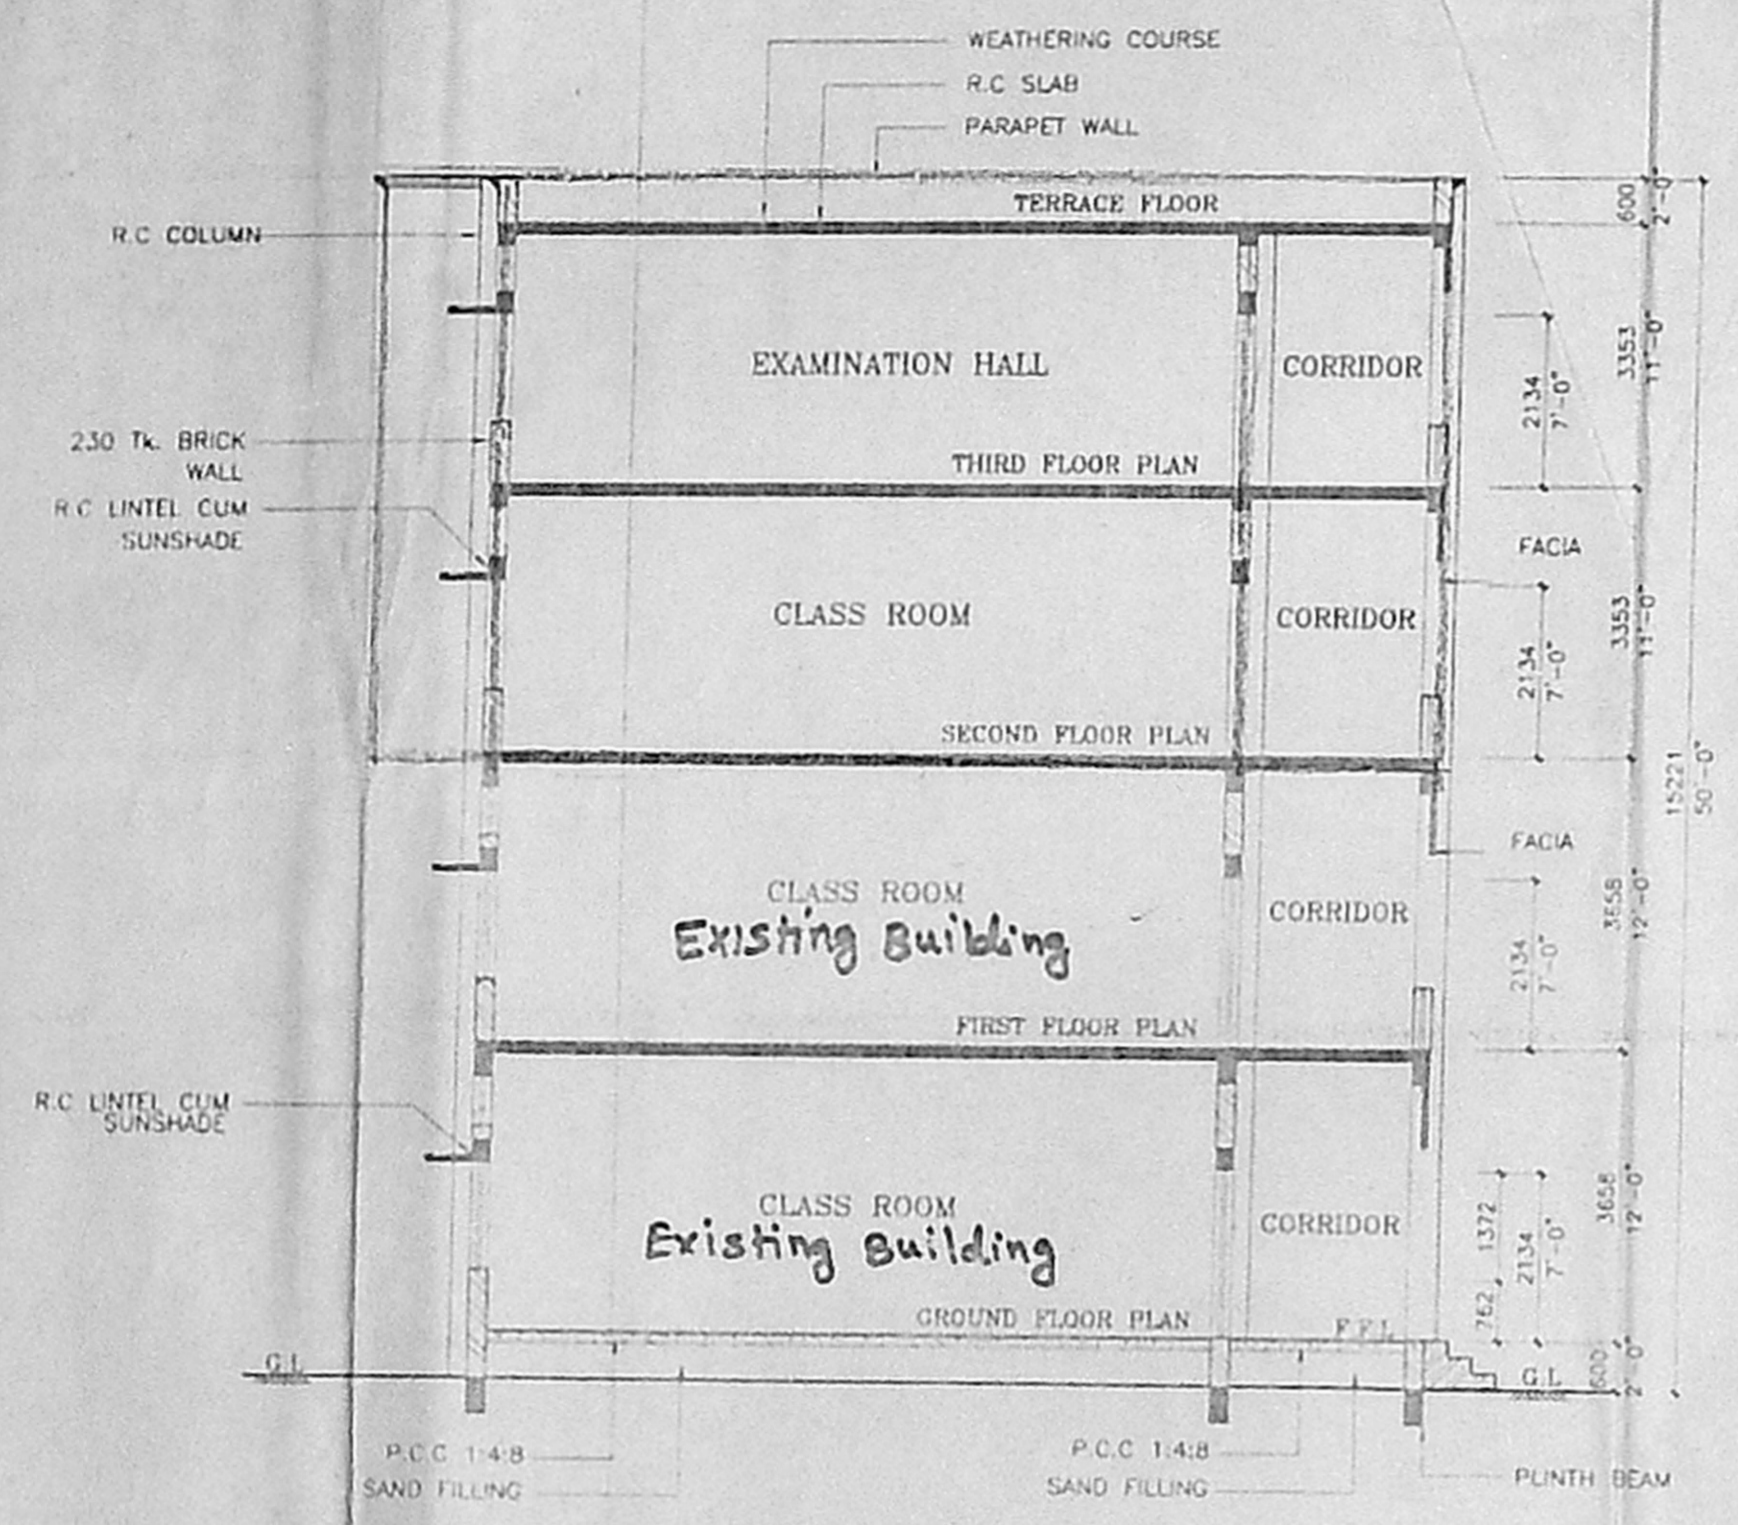 WEATHERING COURSE
R.C SLAB
PARAPET WALL
TERRACE FLOOR
600
2'-0"
R.C COLUMN
EXAMINATION HALL
CORRIDOR
2134
7'-0"
3353
11'-0"
230 Tk. BRICK
WALL
THIRD FLOOR PLAN
R.C LINTEL CUM
SUNSHADE
FACIA
CLASS ROOM
CORRIDOR
2134
7'-0"
3353
11'-0"
SECOND FLOOR PLAN
15221
50'-0"
FACIA
CLASS ROOM
Existing Building
CORRIDOR
2134
7'-0"
3658
12'-0"
FIRST FLOOR PLAN
R.C LINTEL CUM
SUNSHADE
CLASS ROOM
Existing Building
CORRIDOR
762
1372
2134
7'-0"
3658
12'-0"
GROUND FLOOR PLAN
F.F.L
G.L
G.L
600
2'-0"
P.C.C 1:4:8
SAND FILLING
P.C.C 1:4:8
SAND FILLING
PLINTH BEAM